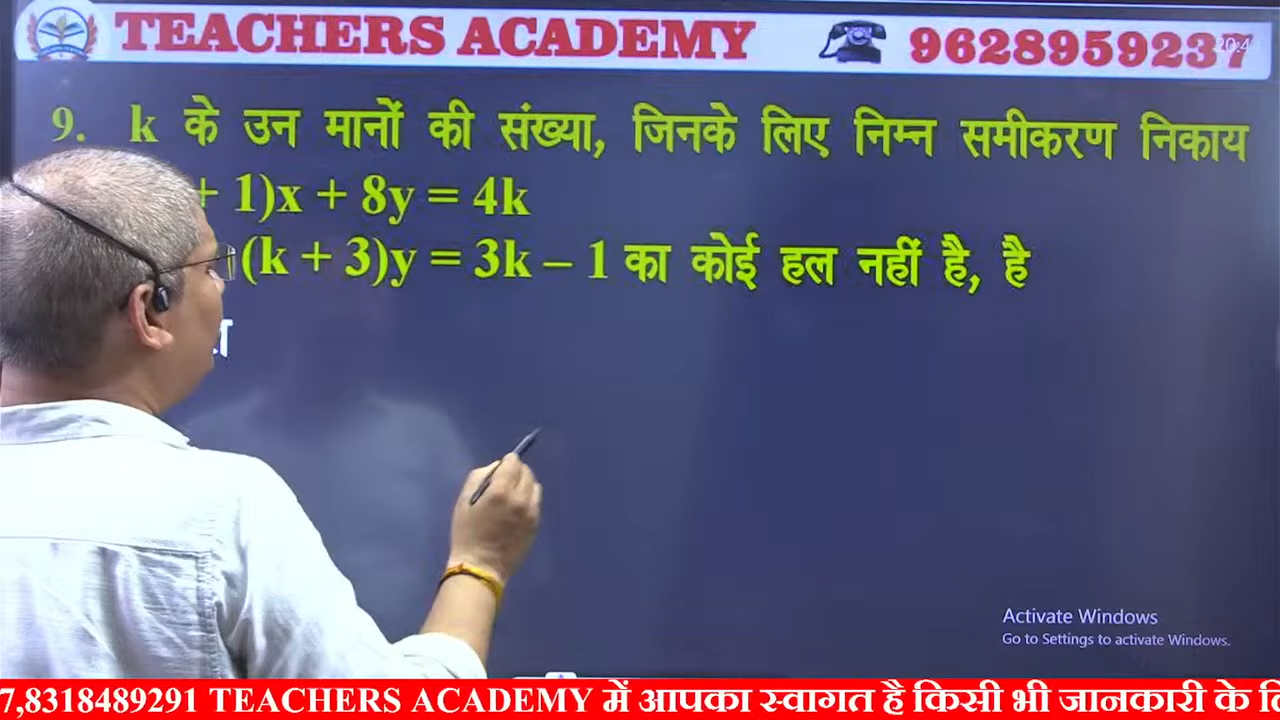 TEACHERS ACADEMY
9628959237
9. k के उन मानों की संख्या, जिनके लिए निम्न समीकरण निकाय
+ 1)x + 8y = 4k
(k + 3)y = 3k – 1 का कोई हल नहीं है, है
Activate Windows
Go to Settings to activate Windows.
7,8318489291 TEACHERS ACADEMY में आपका स्वागत है किसी भी जानकारी के लि